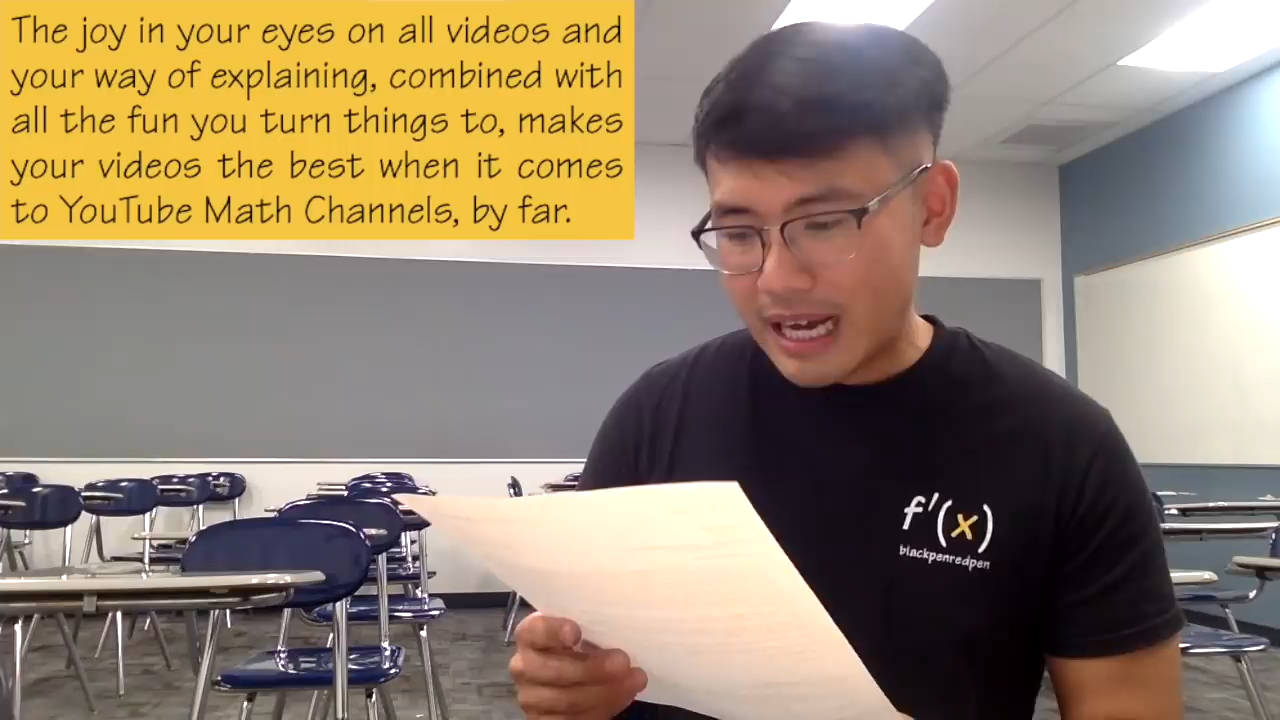 The joy in your eyes on all videos and
your way of explaining, combined with
all the fun you turn things to, makes
your videos the best when it comes
to YouTube Math Channels, by far.
f'(x)
blackpenredpen